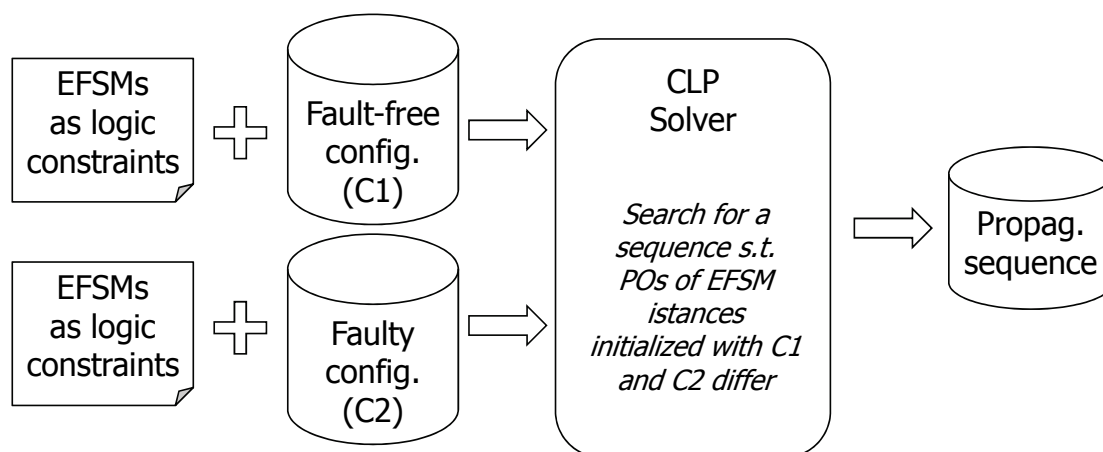 EFSMs
as logic
constraints
Fault-free
config.
(C1)
EFSMs
as logic
constraints
Faulty
config.
(C2)
CLP
Solver
Search for a
sequence s.t.
POs of EFSM
istances
initialized with C1
and C2 differ
Propag.
sequence